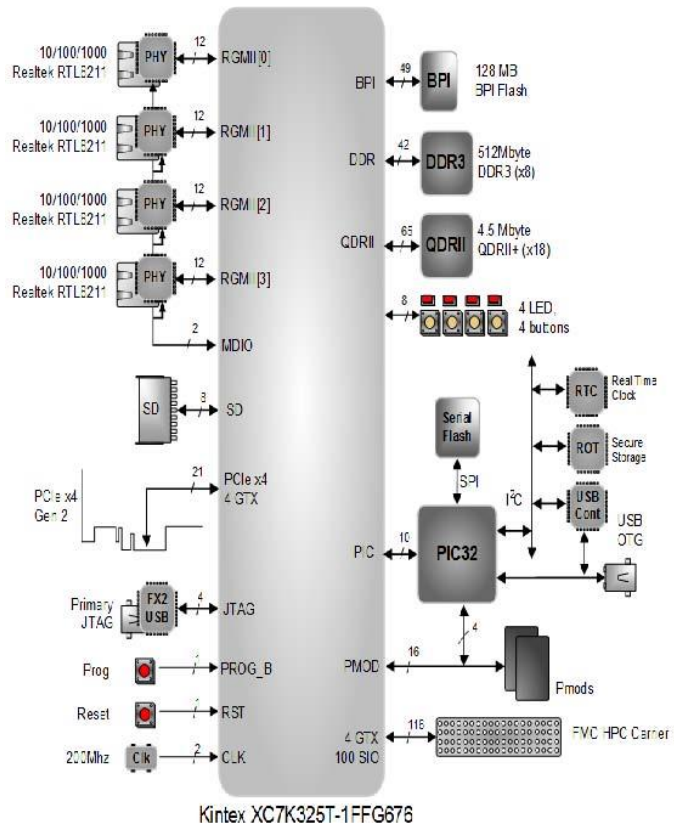 10/100/1000
Realtek RTL8211
PHY
12
RGMII[0]
10/100/1000
Realtek RTL8211
PHY
12
RGMII[1]
10/100/1000
Realtek RTL8211
PHY
12
RGMII[2]
10/100/1000
Realtek RTL8211
PHY
12
RGMII[3]
2
MDIO
SD
8
SD
PCIe x4
Gen 2
21
PCIe x4
4 GTX
Primary
JTAG
FX2
USB
4
JTAG
Prog
1
PROG_B
Reset
1
RST
200Mhz
Clk
2
CLK
BPI
49
BPI
128 MB
BPI Flash
DDR
42
DDR3
512Mbyte
DDR3 (x8)
QDRII
65
QDRII
4.5 Mbyte
QDRII+ (x18)
8
4 LED,
4 buttons
Serial
Flash
SPI
I²C
RTC
Real Time
Clock
ROT
Secure
Storage
USB
Cont
USB
OTG
PIC
10
PIC32
4
PMOD
16
Pmods
4 GTX
100 SIO
116
FMC HPC Carrier
Kintex XC7K325T-1FFG676